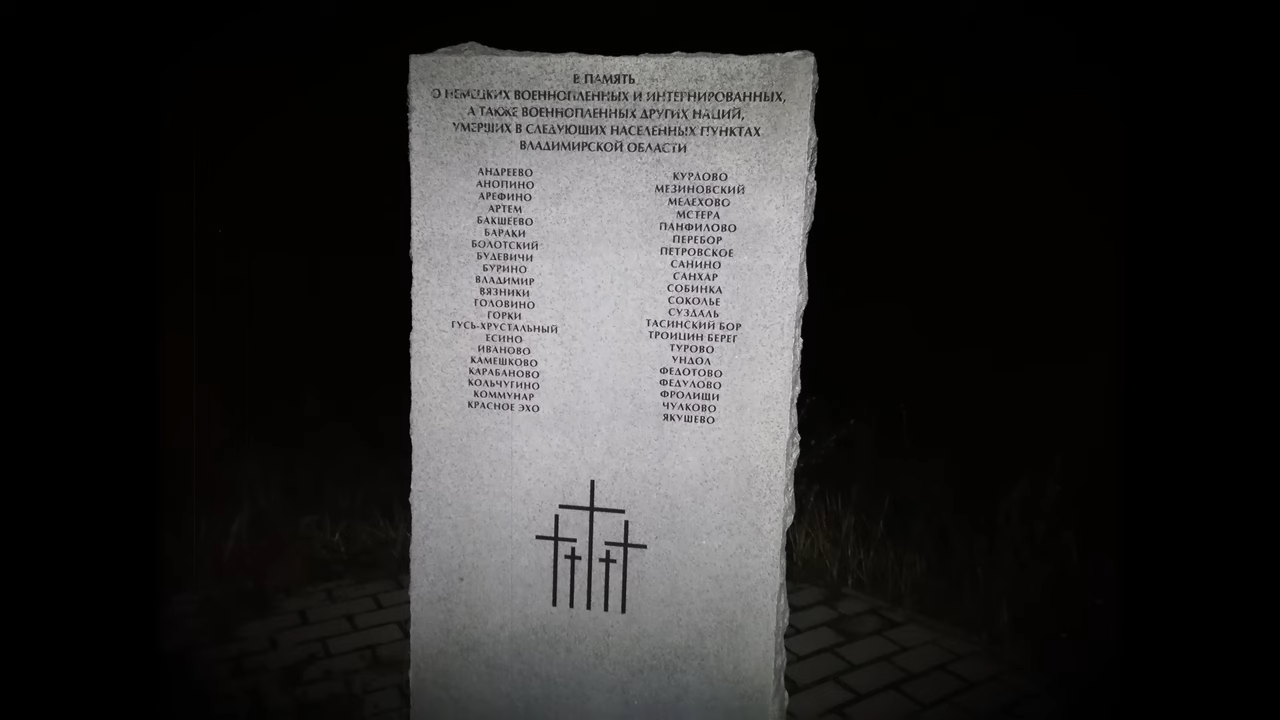 В ПАМЯТЬ
О НЕМЕЦКИХ ВОЕННОПЛЕННЫХ И ИНТЕРНИРОВАННЫХ,
А ТАКЖЕ ВОЕННОПЛЕННЫХ ДРУГИХ НАЦИЙ,
УМЕРШИХ В СЛЕДУЮЩИХ НАСЕЛЕННЫХ ПУНКТАХ
ВЛАДИМИРСКОЙ ОБЛАСТИ
АНДРЕЕВО
АНОПИНО
АРЕФИНО
АРТЕМ
БАКШЕЕВО
БАРАКИ
БОЛОТСКИЙ
БУДЕВИЧИ
БУРИНО
ВЛАДИМИР
ВЯЗНИКИ
ГОЛОВИНО
ГОРКИ
ГУСЬ-ХРУСТАЛЬНЫЙ
ЕСИНО
ИВАНОВО
КАМЕШКОВО
КАРАБАНОВО
КОЛЬЧУГИНО
КОММУНАР
КРАСНОЕ ЭХО
КУРЛОВО
МЕЗИНОВСКИЙ
МЕЛЕХОВО
МСТЕРА
ПАНФИЛОВО
ПЕРЕБОР
ПЕТРОВСКОЕ
САНИНО
САНХАР
СОБИНКА
СОКОЛЬЕ
СУЗДАЛЬ
ТАСИНСКИЙ БОР
ТРОИЦИН БЕРЕГ
ТУРОВО
УНДОЛ
ФЕДОТОВО
ФЕДУЛОВО
ФРОЛИЩИ
ЧУЛКОВО
ЯКУШЕВО